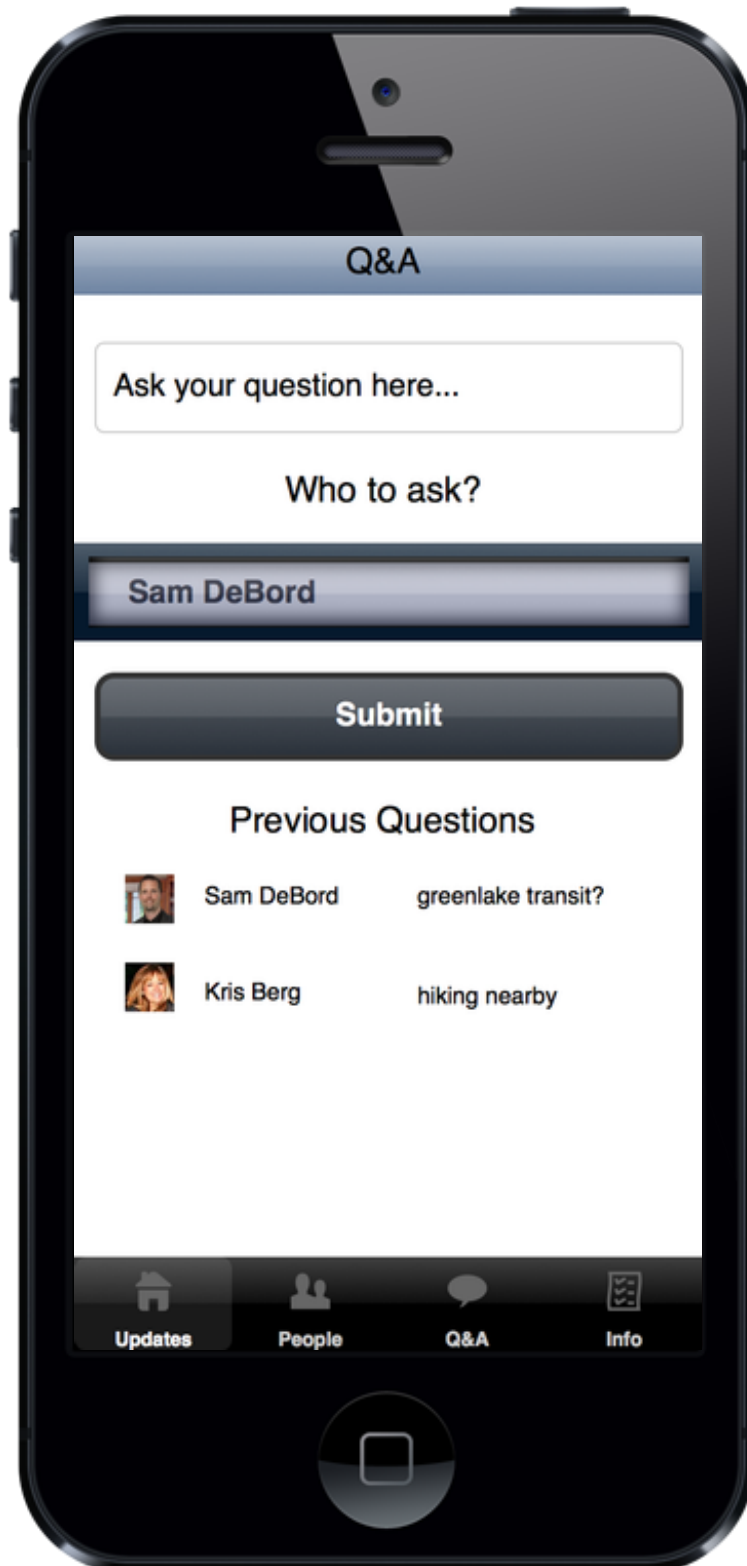 Q&A
Ask your question here...
Who to ask?
Sam DeBord
Submit
Previous Questions
Sam DeBord greenlake transit?
Kris Berg hiking nearby
Updates People Q&A Info